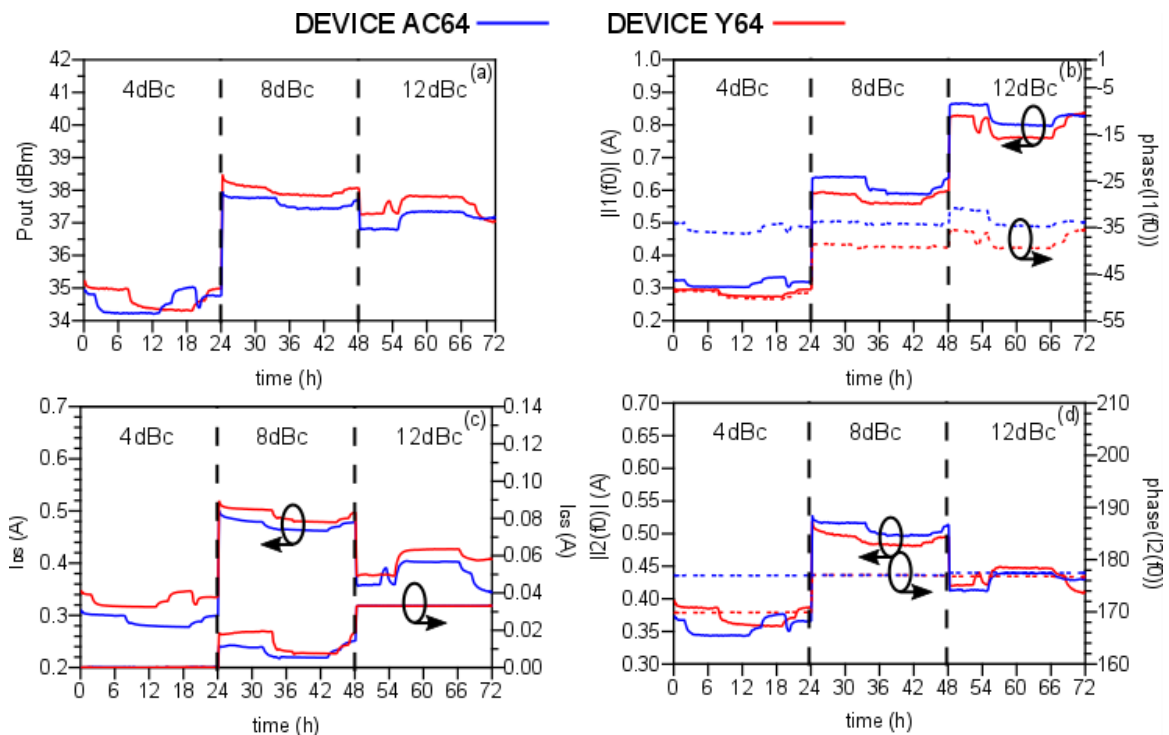 DEVICE AC64 DEVICE Y64
(a)
4dBc 8dBc 12dBc
Pout (dBm)
42
41
40
39
38
37
36
35
34
0 6 12 18 24 30 36 42 48 54 60 66 72
time (h)
(b)
4dBc 8dBc 12dBc
|I1(f0)| (A)
1.0
0.9
0.8
0.7
0.6
0.5
0.4
0.3
0.2
phase(I1(f0))
1
-6
-13
-20
-27
-34
-41
-48
-55
0 6 12 18 24 30 36 42 48 54 60 66 72
time (h)
(c)
4dBc 8dBc 12dBc
IDS (A)
0.7
0.6
0.5
0.4
0.3
0.2
IGS (A)
0.14
0.12
0.10
0.08
0.06
0.04
0.02
0.00
0 6 12 18 24 30 36 42 48 54 60 66 72
time (h)
(d)
4dBc 8dBc 12dBc
|I2(f0)| (A)
0.70
0.65
0.60
0.55
0.50
0.45
0.40
0.35
0.30
phase(I2(f0))
210
200
190
180
170
160
0 6 12 18 24 30 36 42 48 54 60 66 72
time (h)